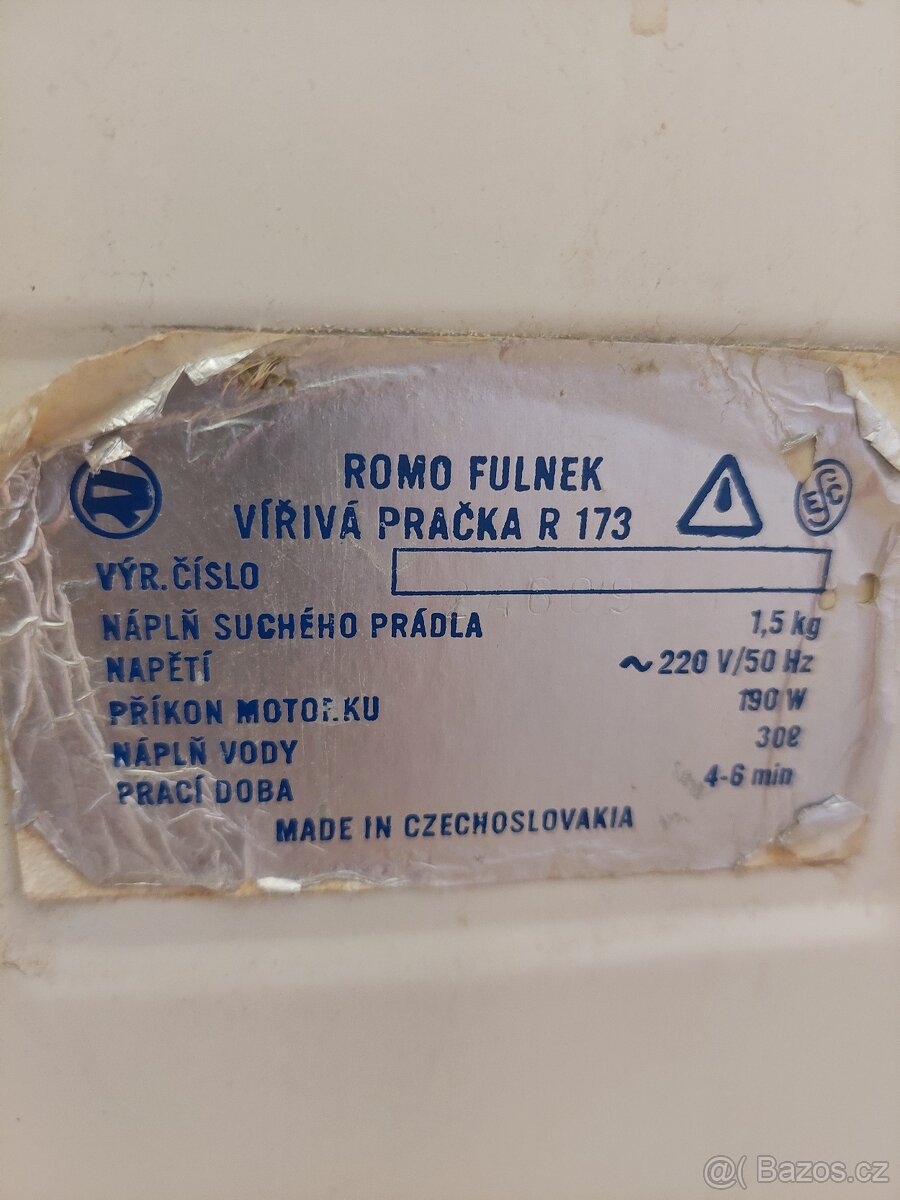 ROMO FULNEK
VÍŘIVÁ PRAČKA R 173
VÝR. ČÍSLO
NÁPLŇ SUCHÉHO PRÁDLA 1,5 kg
NAPĚTÍ ~ 220 V/50 Hz
PŘÍKON MOTORKU 190 W
NÁPLŇ VODY 30ℓ
PRACÍ DOBA 4-6 min
MADE IN CZECHOSLOVAKIA
@( Bazos.cz